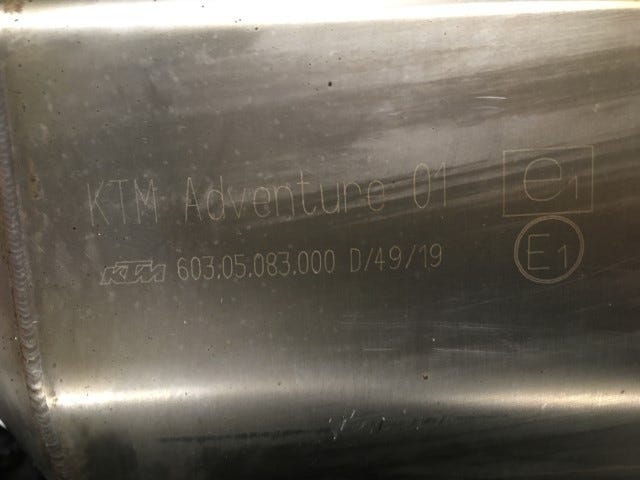 KTM Adventure 01 e1
KTM 603.05.083.000 D/49/19 E1